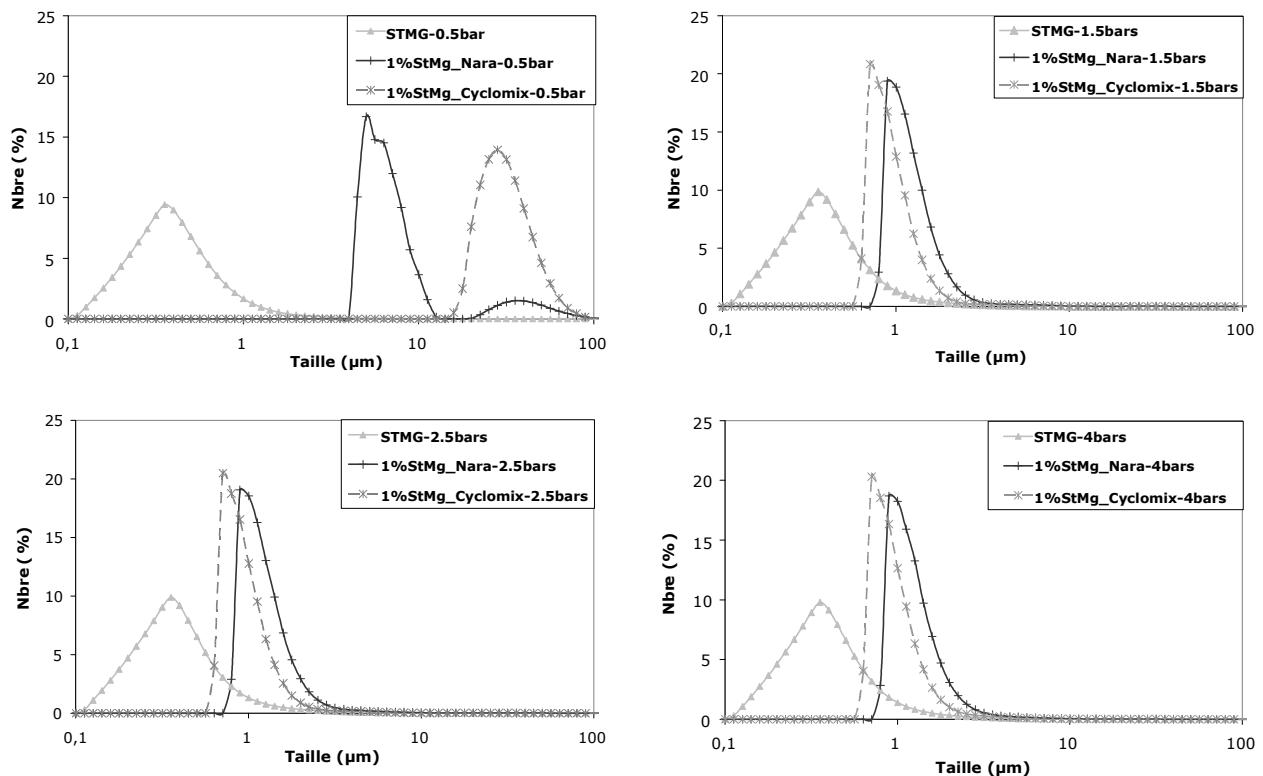 25
20
15
10
5
0
Nbre (%)
0,1
1
10
100
Taille (µm)
STMG-0.5bar
1%StMg_Nara-0.5bar
1%StMg_Cyclomix-0.5bar
25
20
15
10
5
0
Nbre (%)
0,1
1
10
100
Taille (µm)
STMG-1.5bars
1%StMg_Nara-1.5bars
1%StMg_Cyclomix-1.5bars
25
20
15
10
5
0
Nbre (%)
0,1
1
10
100
Taille (µm)
STMG-2.5bars
1%StMg_Nara-2.5bars
1%StMg_Cyclomix-2.5bars
25
20
15
10
5
0
Nbre (%)
0,1
1
10
100
Taille (µm)
STMG-4bars
1%StMg_Nara-4bars
1%StMg_Cyclomix-4bars